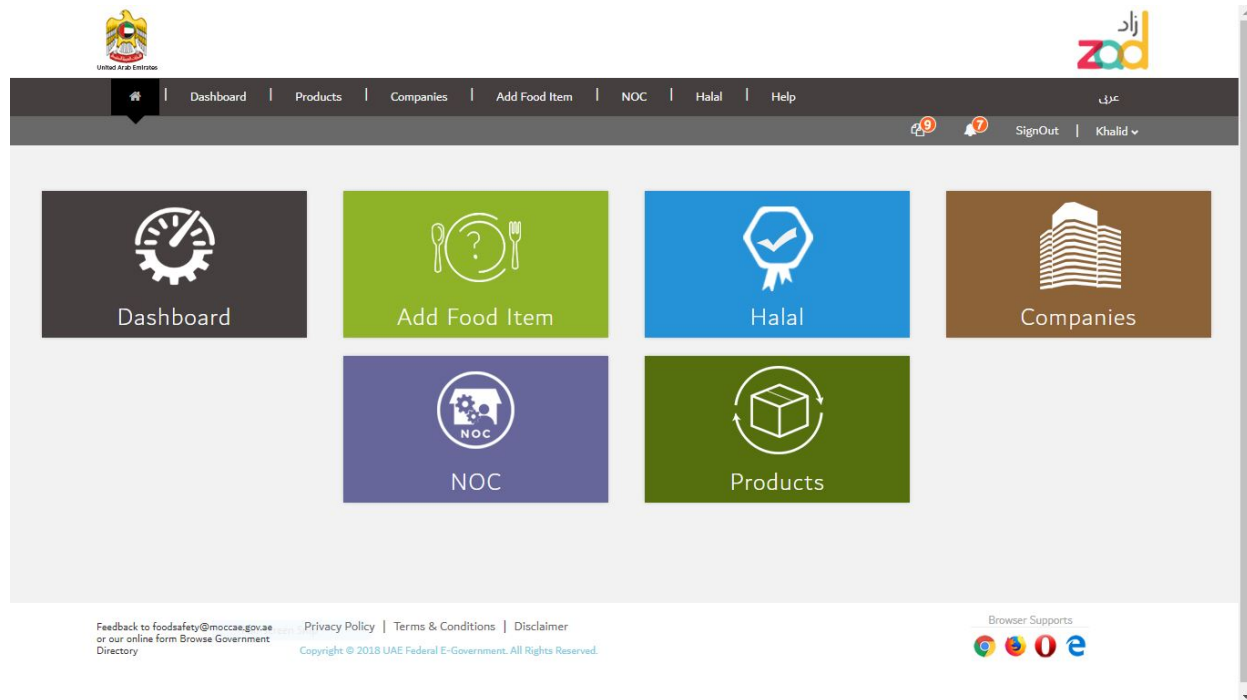 United Arab Emirates
زاد
zad
Dashboard | Products | Companies | Add Food Item | NOC | Halal | Help
عربى
9 7 SignOut | Khalid
Dashboard
?
Add Food Item
Halal
Companies
NOC
NOC
Products
Feedback to foodsafety@moccae.gov.ae
or our online form Browse Government
Directory
Privacy Policy | Terms & Conditions | Disclaimer
Copyright © 2018 UAE Federal E-Government. All Rights Reserved.
Browser Supports